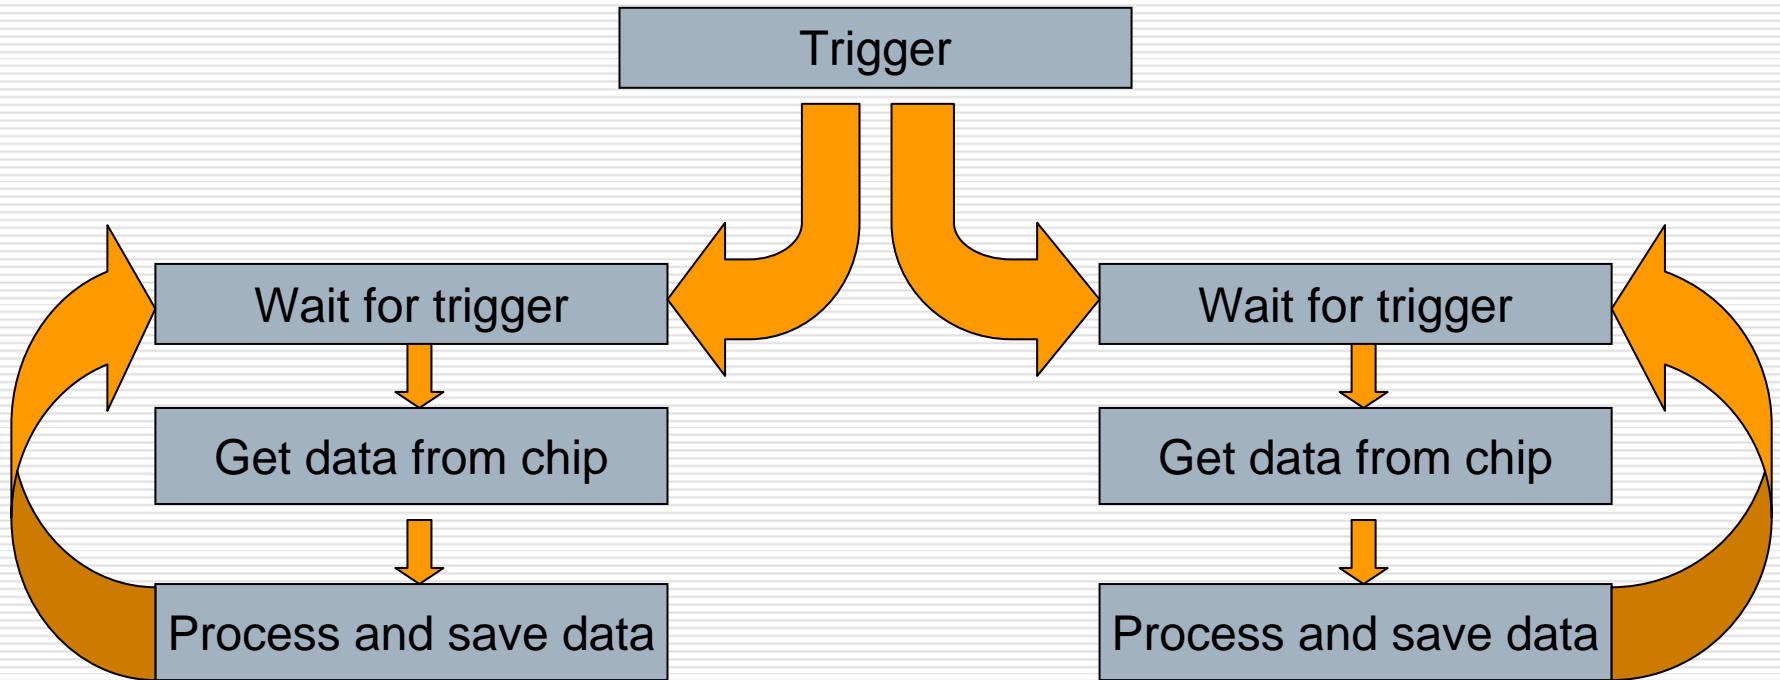 Trigger
Wait for trigger
Wait for trigger
Get data from chip
Get data from chip
Process and save data
Process and save data